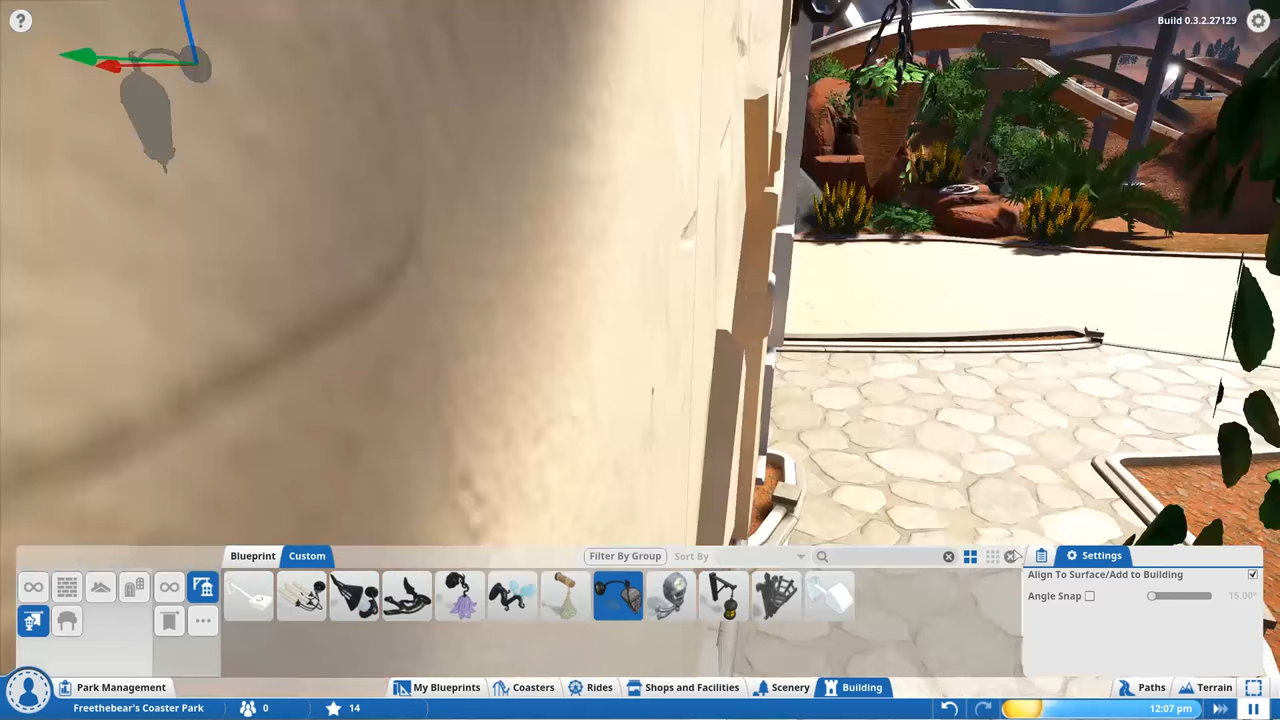 Build 0.3.2.27129
Blueprint Custom Filter By Group Sort By Settings
Align To Surface/Add to Building
Angle Snap 15.00°
Park Management My Blueprints Coasters Rides Shops and Facilities Scenery Building Paths Terrain
Freethebear's Coaster Park 0 14 12:07 pm